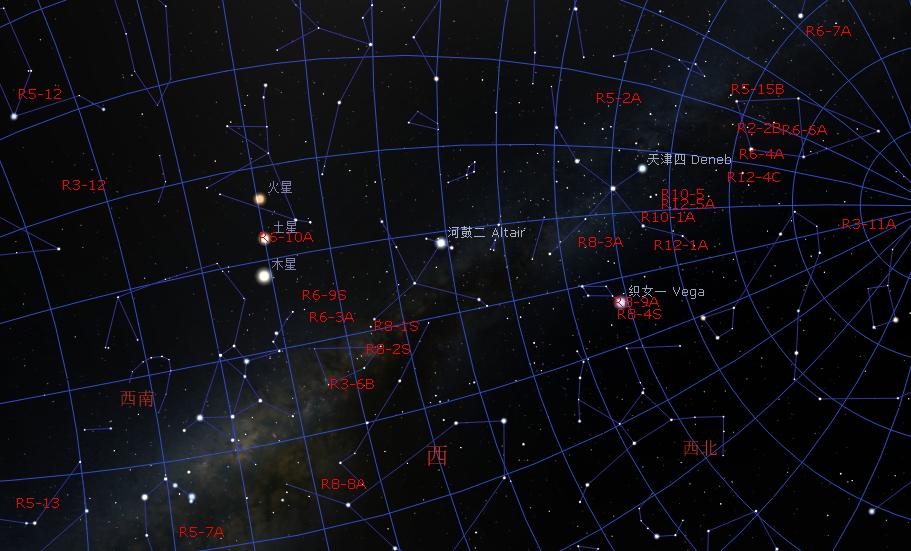 R6-7A
R5-12
R5-2A
R5-15B
R2-2B
R6-6A
R6-4A
天津四 Deneb
R12-4C
R3-12
火星
R10-5
R12-5A
R10-1A
R3-11A
土星
R6-10A
河鼓二 Altair
R8-3A
R12-1A
木星
织女一 Vega
R6-9S
R8-9A
R8-4S
R6-3A
R8-1S
R8-2S
R3-6B
西南
西
西北
R8-8A
R5-13
R5-7A